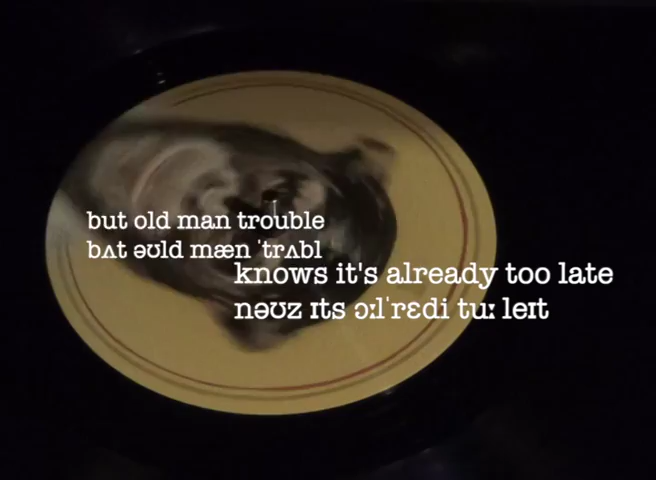 but old man trouble
bʌt əʊld mæn ˈtrʌbl
knows it's already too late
nəʊz ɪts ɔːlˈrɛdi tuː leɪt